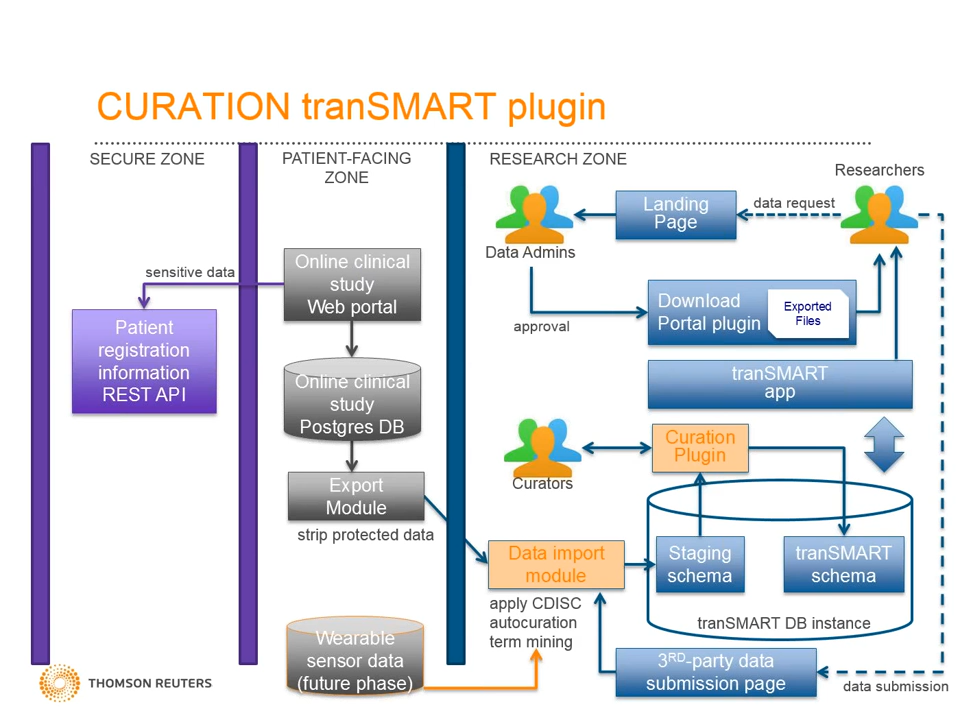 CURATION tranSMART plugin
SECURE ZONE
PATIENT-FACING
ZONE
RESEARCH ZONE
Researchers
Landing
Page
data request
Data Admins
sensitive data
Online clinical
study
Web portal
approval
Download
Portal plugin
Exported
Files
Patient
registration
information
REST API
tranSMART
app
Online clinical
study
Postgres DB
Curation
Plugin
Curators
Export
Module
strip protected data
Data import
module
Staging
schema
tranSMART
schema
apply CDISC
autocuration
term mining
tranSMART DB instance
Wearable
sensor data
(future phase)
3RD-party data
submission page
data submission
THOMSON REUTERS